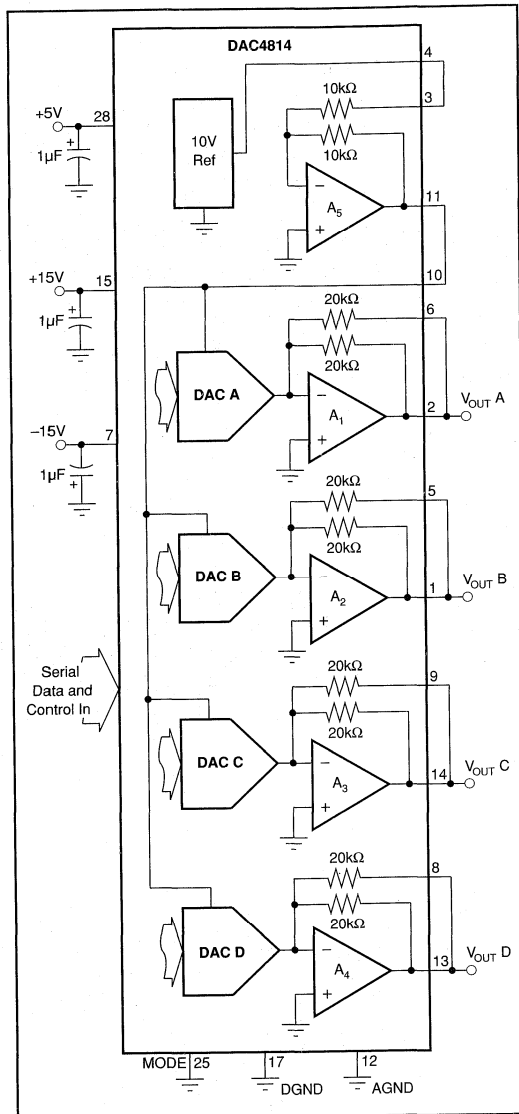 DAC4814
4
3
10kΩ
10kΩ
+5V
28
+
1µF
10V
Ref
–
A5
+
11
10
+15V
15
+
1µF
20kΩ
6
20kΩ
DAC A
–
A1
+
2
VOUT A
–15V
7
1µF
+
20kΩ
5
20kΩ
DAC B
–
A2
+
1
VOUT B
Serial
Data and
Control In
20kΩ
9
20kΩ
DAC C
–
A3
+
14
VOUT C
20kΩ
8
20kΩ
DAC D
–
A4
+
13
VOUT D
MODE 25
17
12
DGND
AGND